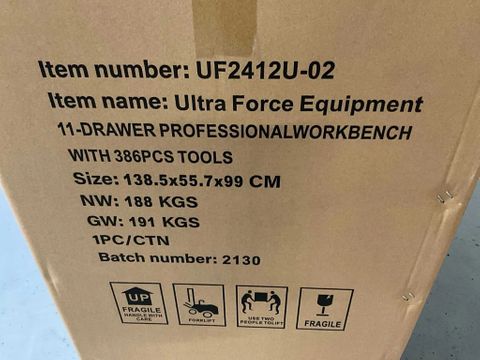 Item number: UF2412U-02
Item name: Ultra Force Equipment
11-DRAWER PROFESSIONALWORKBENCH
WITH 386PCS TOOLS
Size: 138.5x55.7x99 CM
NW: 188 KGS
GW: 191 KGS
1PC/CTN
Batch number: 2130
UP
FRAGILE
HANDLE WITH
CARE
FORKLIFT
USE TWO
PEOPLE TO LIFT
FRAGILE